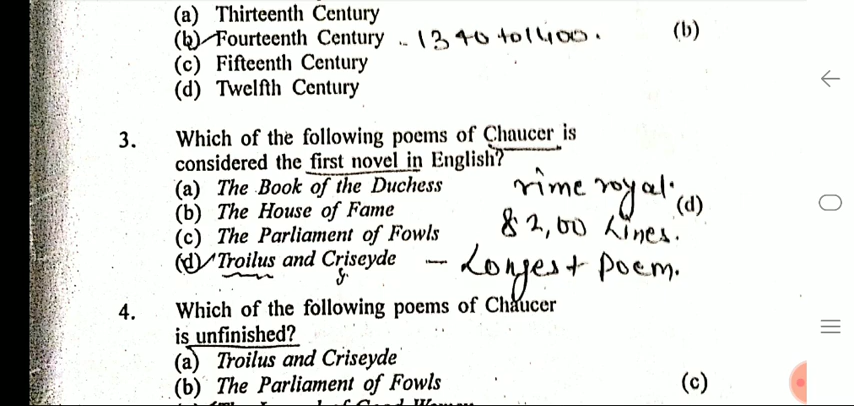 (a) Thirteenth Century
(b) Fourteenth Century - 1340 to 1400. (b)
(c) Fifteenth Century
(d) Twelfth Century
3. Which of the following poems of Chaucer is
considered the first novel in English?
(a) The Book of the Duchess rime royal.
(b) The House of Fame (d)
(c) The Parliament of Fowls Lines.
(d) Troilus and Criseyde — Longest Poem.
4. Which of the following poems of Chaucer
is unfinished?
(a) Troilus and Criseyde
(b) The Parliament of Fowls (c)